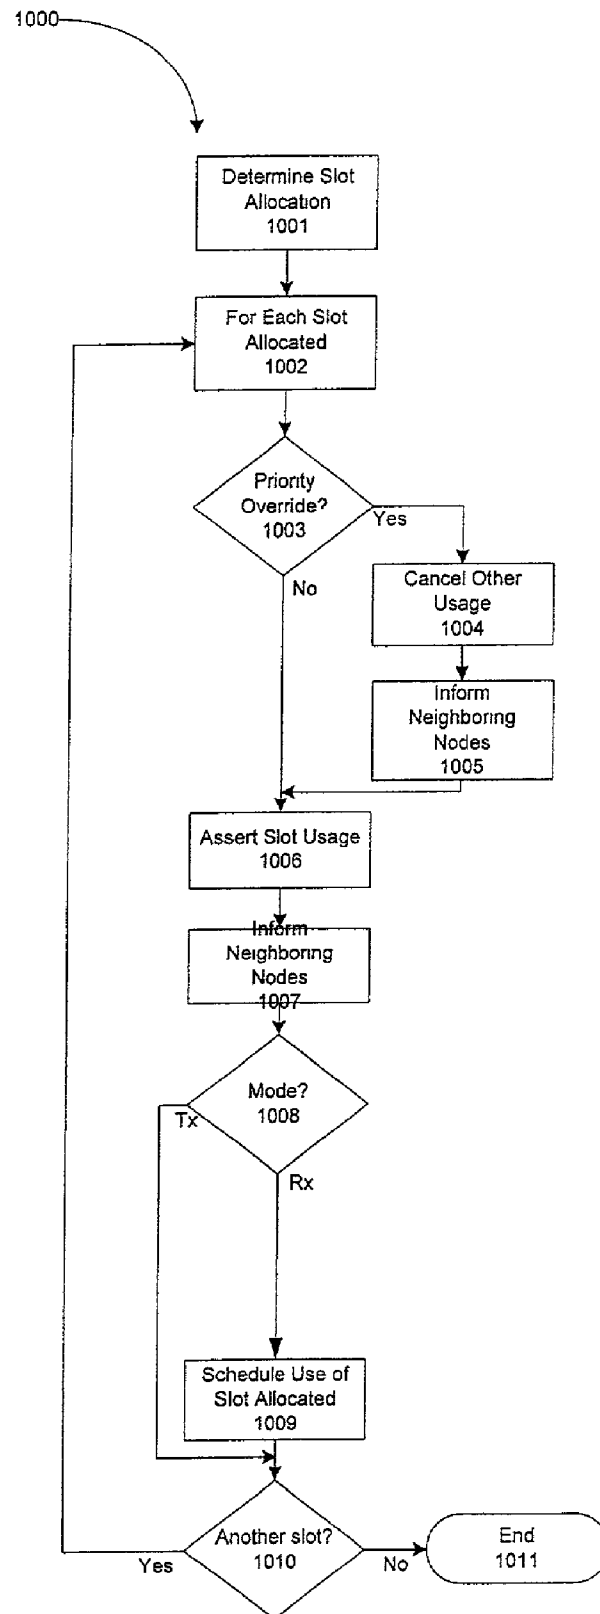 1000
Determine Slot
Allocation
1001
For Each Slot
Allocated
1002
Priority
Override?
1003
Yes
No
Cancel Other
Usage
1004
Inform
Neighboring
Nodes
1005
Assert Slot Usage
1006
Inform
Neighboring
Nodes
1007
Mode?
1008
Tx
Rx
Schedule Use of
Slot Allocated
1009
Another slot?
1010
Yes
No
End
1011